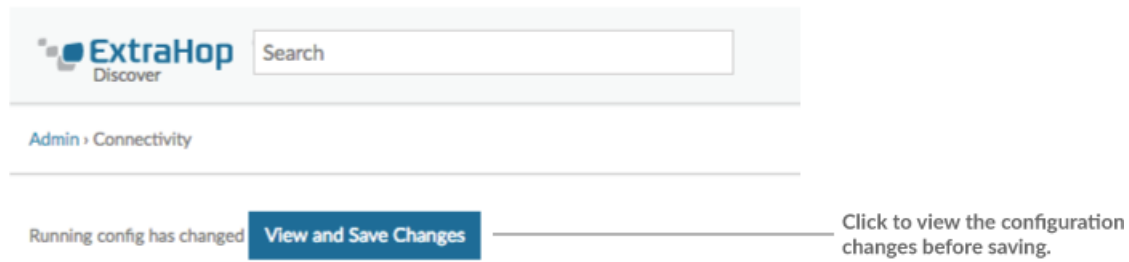 ExtraHop
Discover
Search
Admin › Connectivity
Running config has changed View and Save Changes
Click to view the configuration
changes before saving.